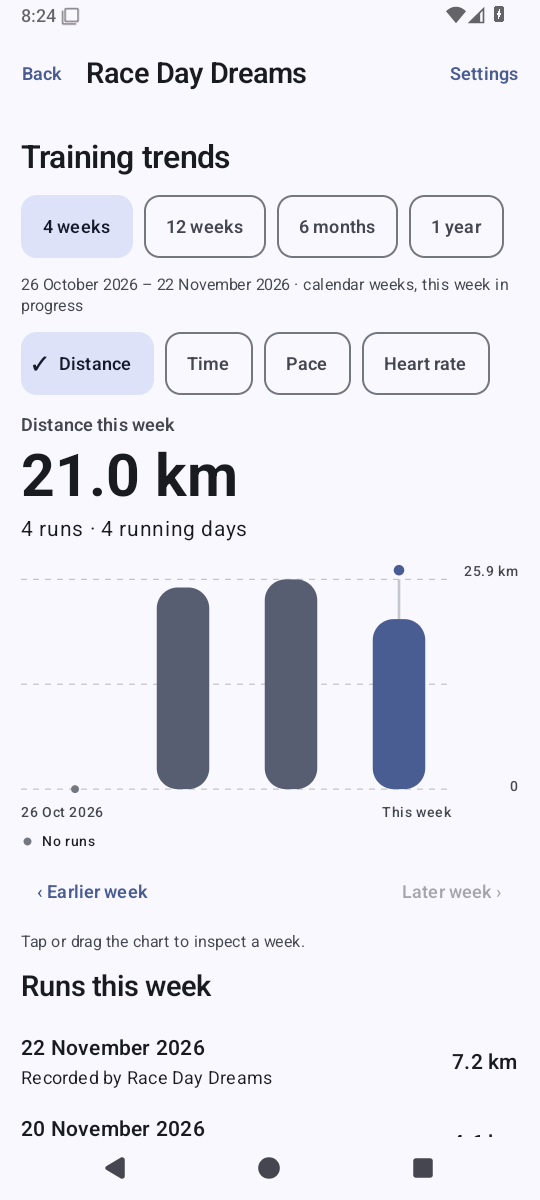 8:24
Back Race Day Dreams Settings
Training trends
4 weeks 12 weeks 6 months 1 year
26 October 2026 – 22 November 2026 · calendar weeks, this week in
progress
✓ Distance Time Pace Heart rate
Distance this week
21.0 km
4 runs · 4 running days
25.9 km
0
26 Oct 2026 This week
No runs
‹ Earlier week Later week ›
Tap or drag the chart to inspect a week.
Runs this week
22 November 2026
7.2 km
Recorded by Race Day Dreams
20 November 2026